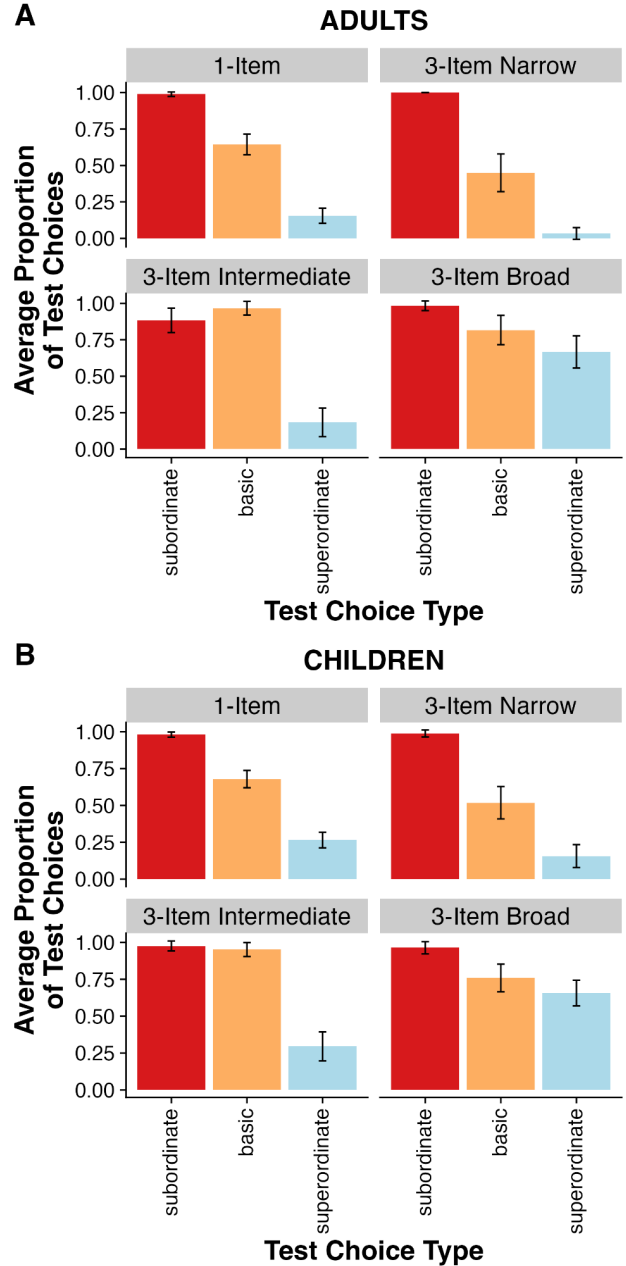 A
ADULTS
1-Item
3-Item Narrow
1.00
0.75
0.50
0.25
0.00
3-Item Intermediate
3-Item Broad
1.00
0.75
0.50
0.25
0.00
Average Proportion
of Test Choices
subordinate
basic
superordinate
subordinate
basic
superordinate
Test Choice Type
B
CHILDREN
1-Item
3-Item Narrow
1.00
0.75
0.50
0.25
0.00
3-Item Intermediate
3-Item Broad
1.00
0.75
0.50
0.25
0.00
Average Proportion
of Test Choices
subordinate
basic
superordinate
subordinate
basic
superordinate
Test Choice Type